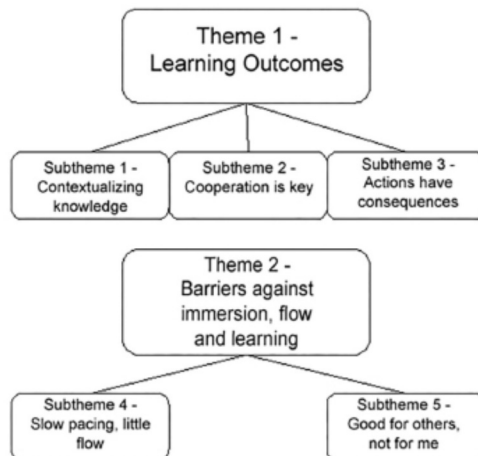 Theme 1 -
Learning Outcomes
Subtheme 1 -
Contextualizing
knowledge
Subtheme 2 -
Cooperation is key
Subtheme 3 -
Actions have
consequences
Theme 2 -
Barriers against
immersion, flow
and learning
Subtheme 4 -
Slow pacing, little
flow
Subtheme 5 -
Good for others,
not for me